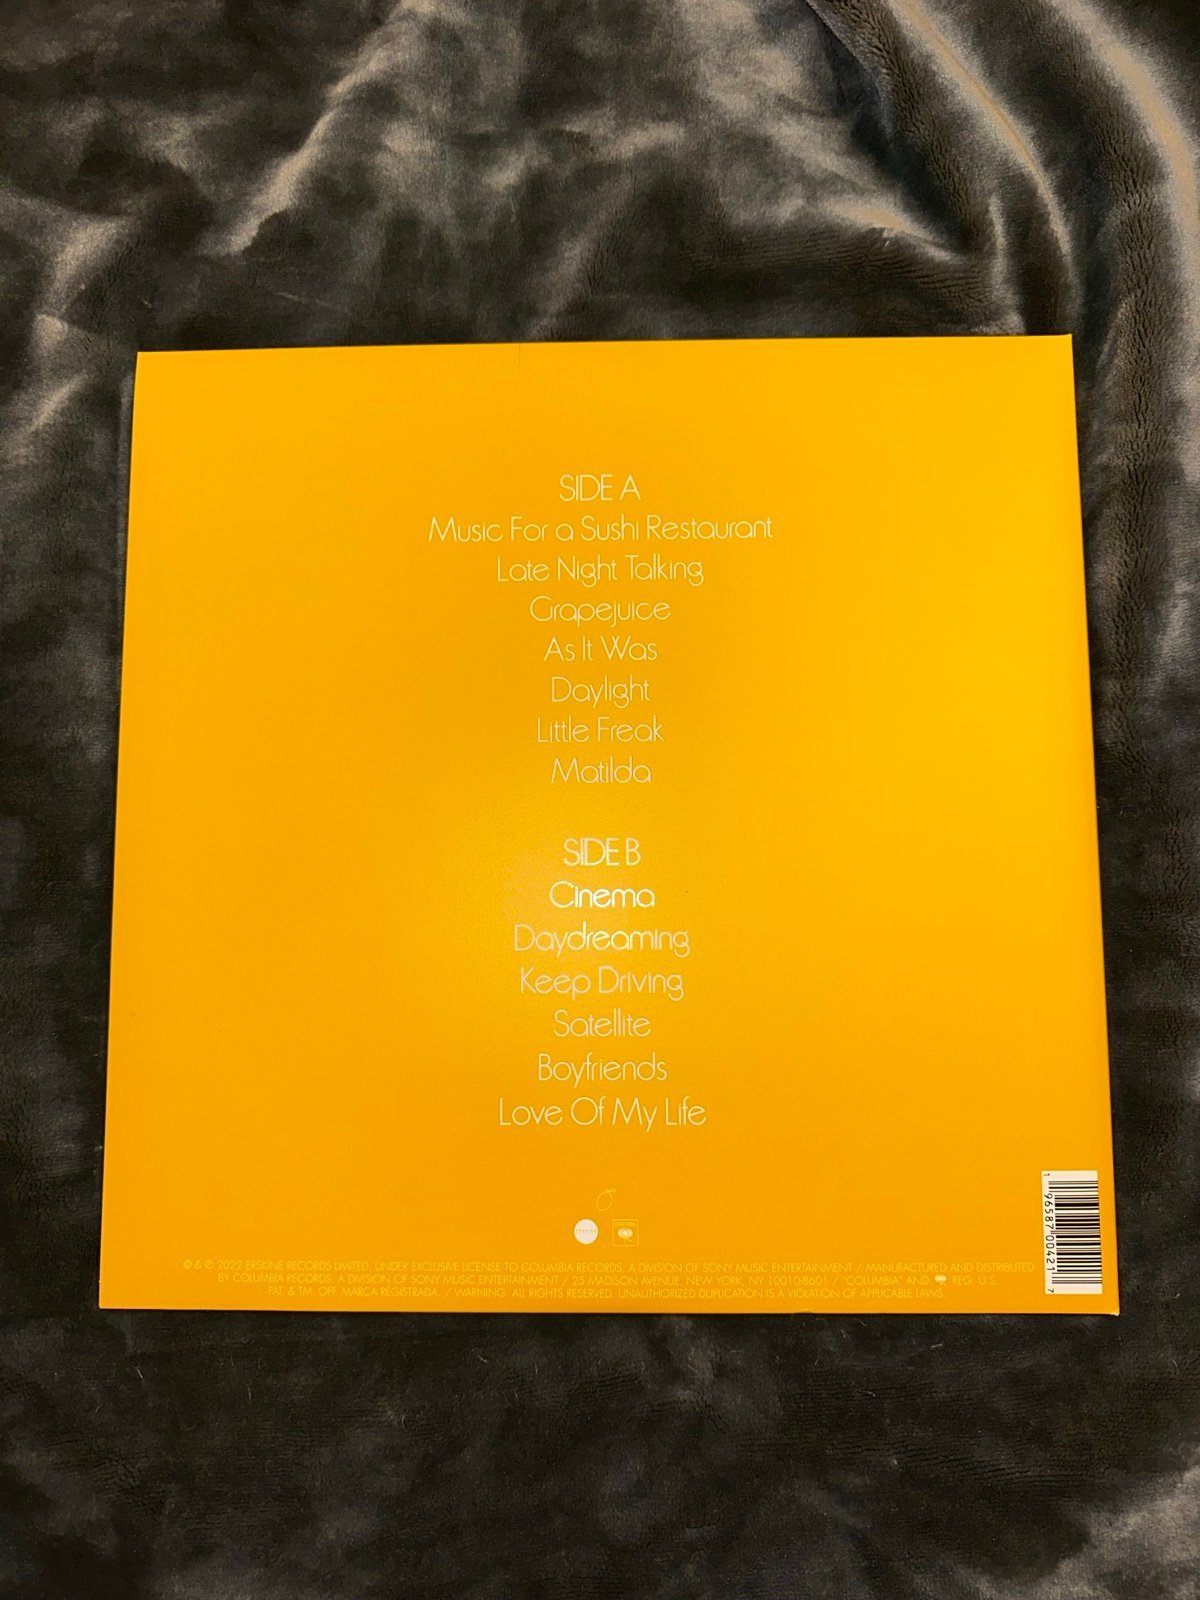 SIDE A
Music For a Sushi Restaurant
Late Night Talking
Grapejuice
As It Was
Daylight
Little Freak
Matilda
SIDE B
Cinema
Daydreaming
Keep Driving
Satellite
Boyfriends
Love Of My Life
© & ℗ 2022 ERSKINE RECORDS LIMITED. UNDER EXCLUSIVE LICENSE TO COLUMBIA RECORDS, A DIVISION OF SONY MUSIC ENTERTAINMENT / MANUFACTURED AND DISTRIBUTED
BY COLUMBIA RECORDS, A DIVISION OF SONY MUSIC ENTERTAINMENT / 25 MADISON AVENUE, NEW YORK, NY 10010-8601 / "COLUMBIA" AND REG. U.S.
PAT. & TM. OFF. MARCA REGISTRADA. / WARNING: ALL RIGHTS RESERVED. UNAUTHORIZED DUPLICATION IS A VIOLATION OF APPLICABLE LAWS.
1 96587 00421 7